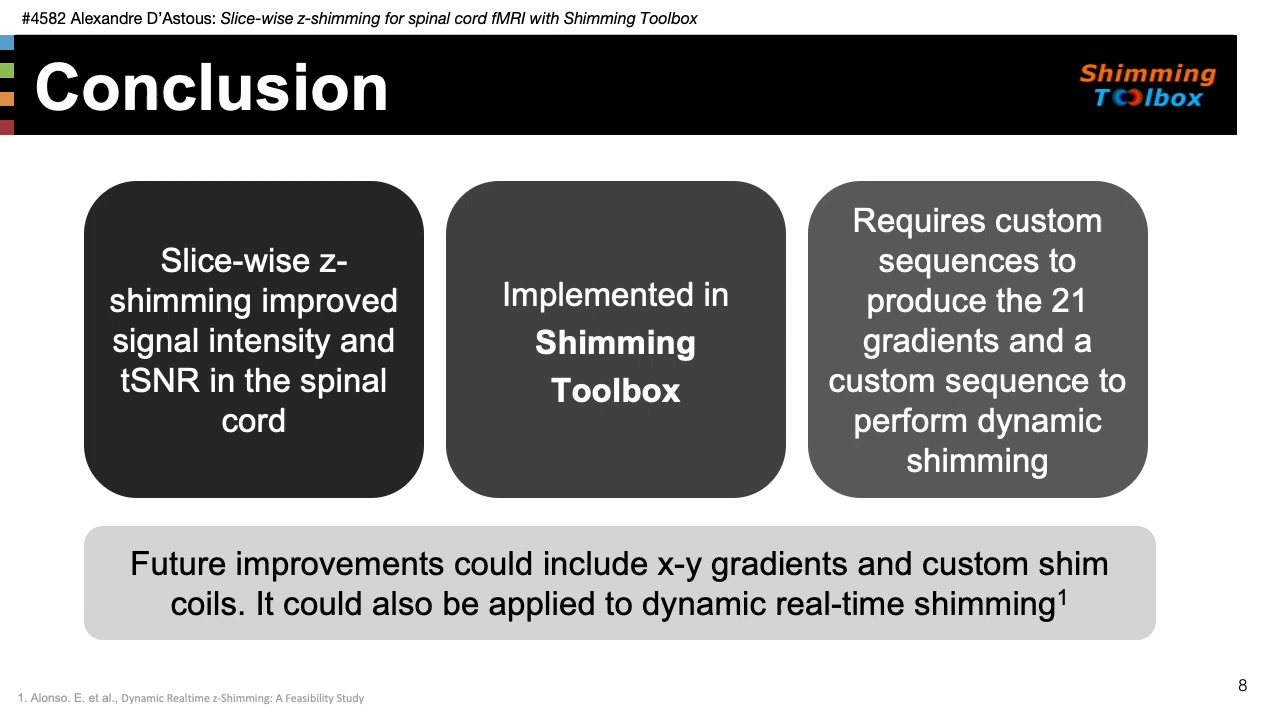 #4582 Alexandre D’Astous: Slice-wise z-shimming for spinal cord fMRI with Shimming Toolbox
Conclusion
Shimming
Toolbox
Slice-wise z-
shimming improved
signal intensity and
tSNR in the spinal
cord
Implemented in
Shimming
Toolbox
Requires custom
sequences to
produce the 21
gradients and a
custom sequence to
perform dynamic
shimming
Future improvements could include x-y gradients and custom shim
coils. It could also be applied to dynamic real-time shimming¹
1. Alonso. E. et al., Dynamic Realtime z-Shimming: A Feasibility Study
8